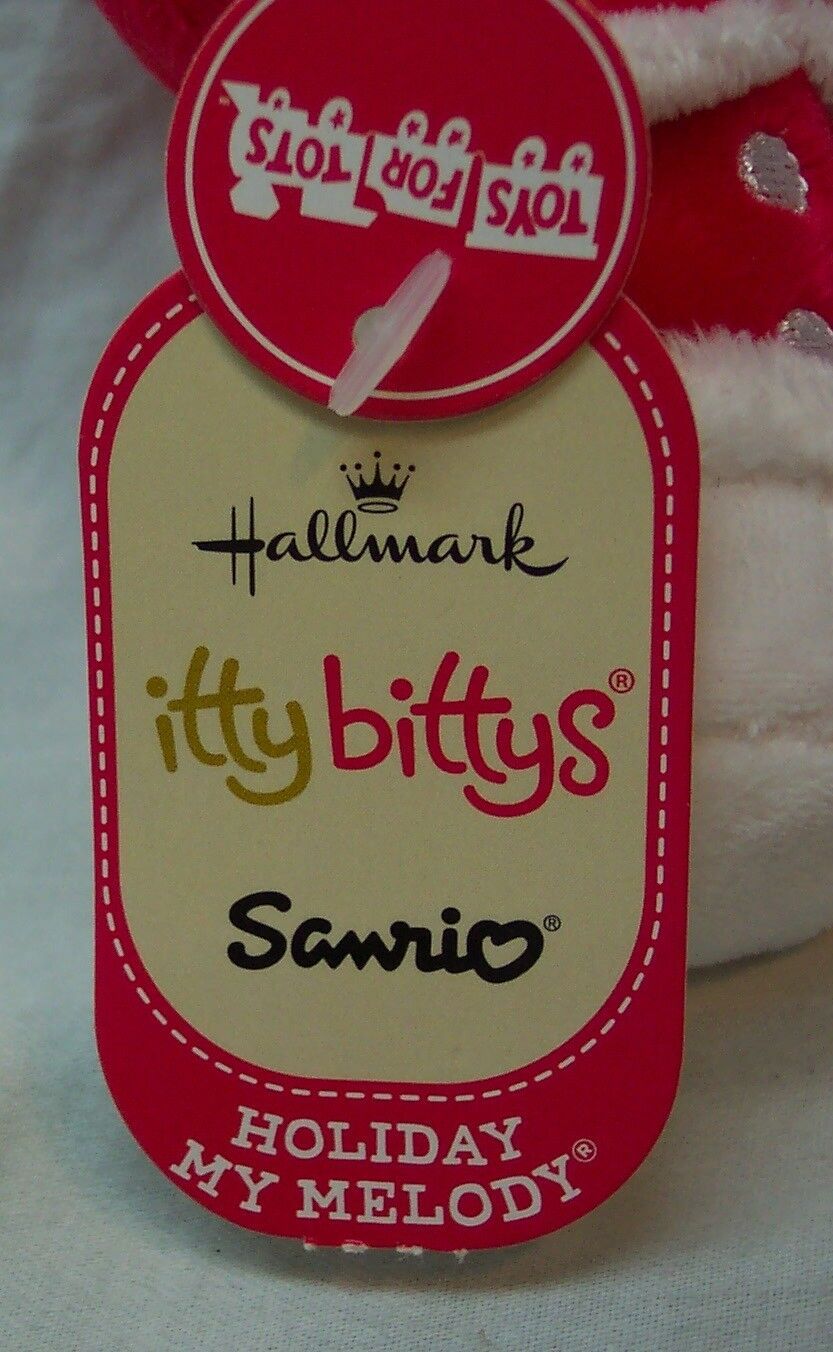 TOYS FOR TOTS
Hallmark
itty bittys®
Sanrio®
HOLIDAY
MY MELODY®